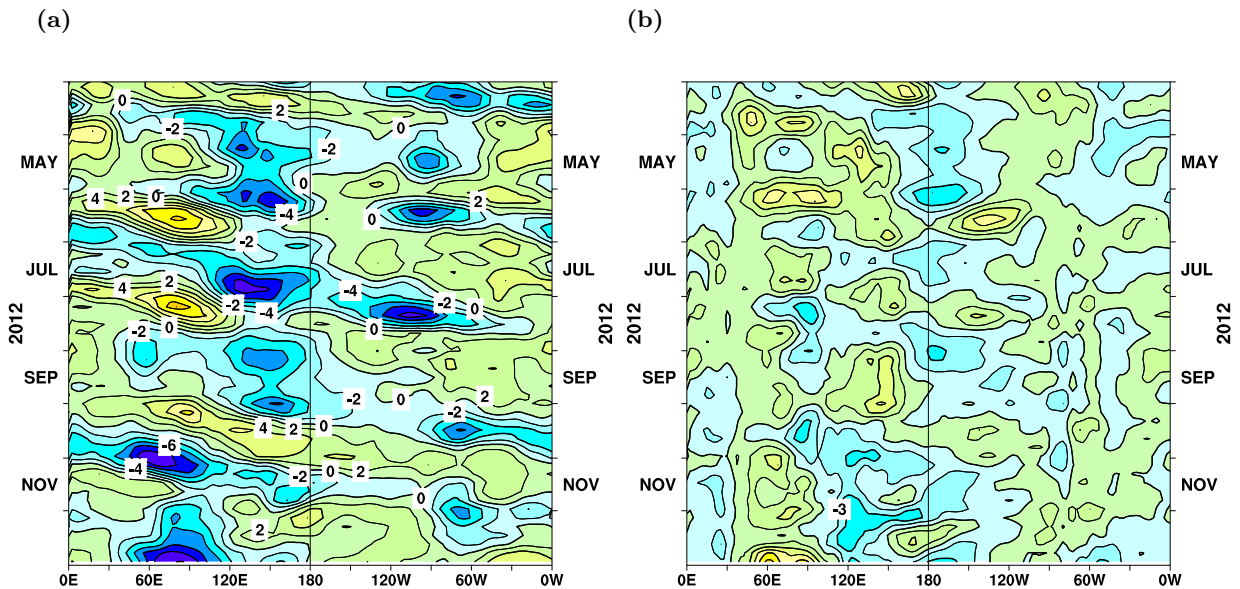 (a) (b)
0
2
-2 0
MAY -2 MAY MAY MAY
0
4 2 0 2
-4 0
-2
JUL JUL JUL JUL
4 2 -4
-2 -2 0
-4
2012 2012 2012
-2 0 0
SEP SEP SEP SEP
-2 0 2
-2
4 2 0
-6
-4 -2 0 2
NOV NOV NOV NOV
0
-3
2
0E 60E 120E 180 120W 60W 0W 0E 60E 120E 180 120W 60W 0W